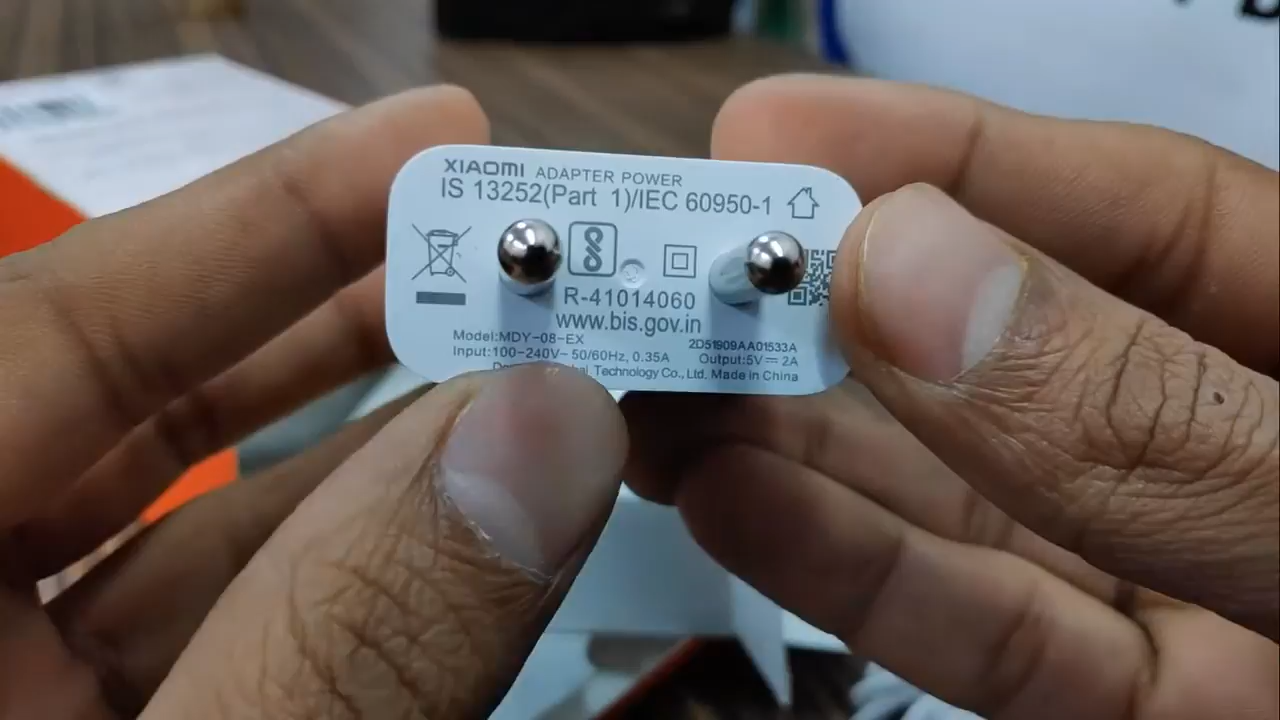 XIAOMI ADAPTER POWER
IS 13252(Part 1)/IEC 60950-1
R-41014060
www.bis.gov.in
Model:MDY-08-EX
2D51909AA01533A
Input:100-240V~50/60Hz, 0.35A
Output:5V⎓2A
Technology Co., Ltd. Made in China